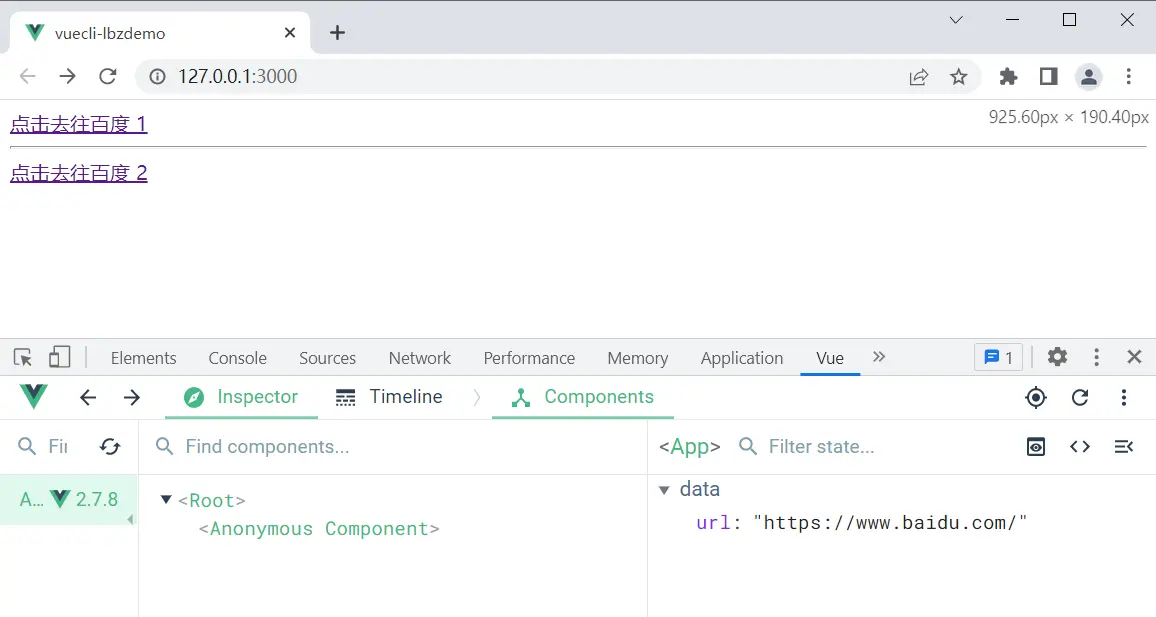 vuecli-lbzdemo
127.0.0.1:3000
点击去往百度 1
925.60px × 190.40px
点击去往百度 2
Elements Console Sources Network Performance Memory Application Vue 1
Inspector Timeline Components
Fir Find components... <App> Filter state...
A... 2.7.8 <Root> data
<Anonymous Component> url: "https://www.baidu.com/"